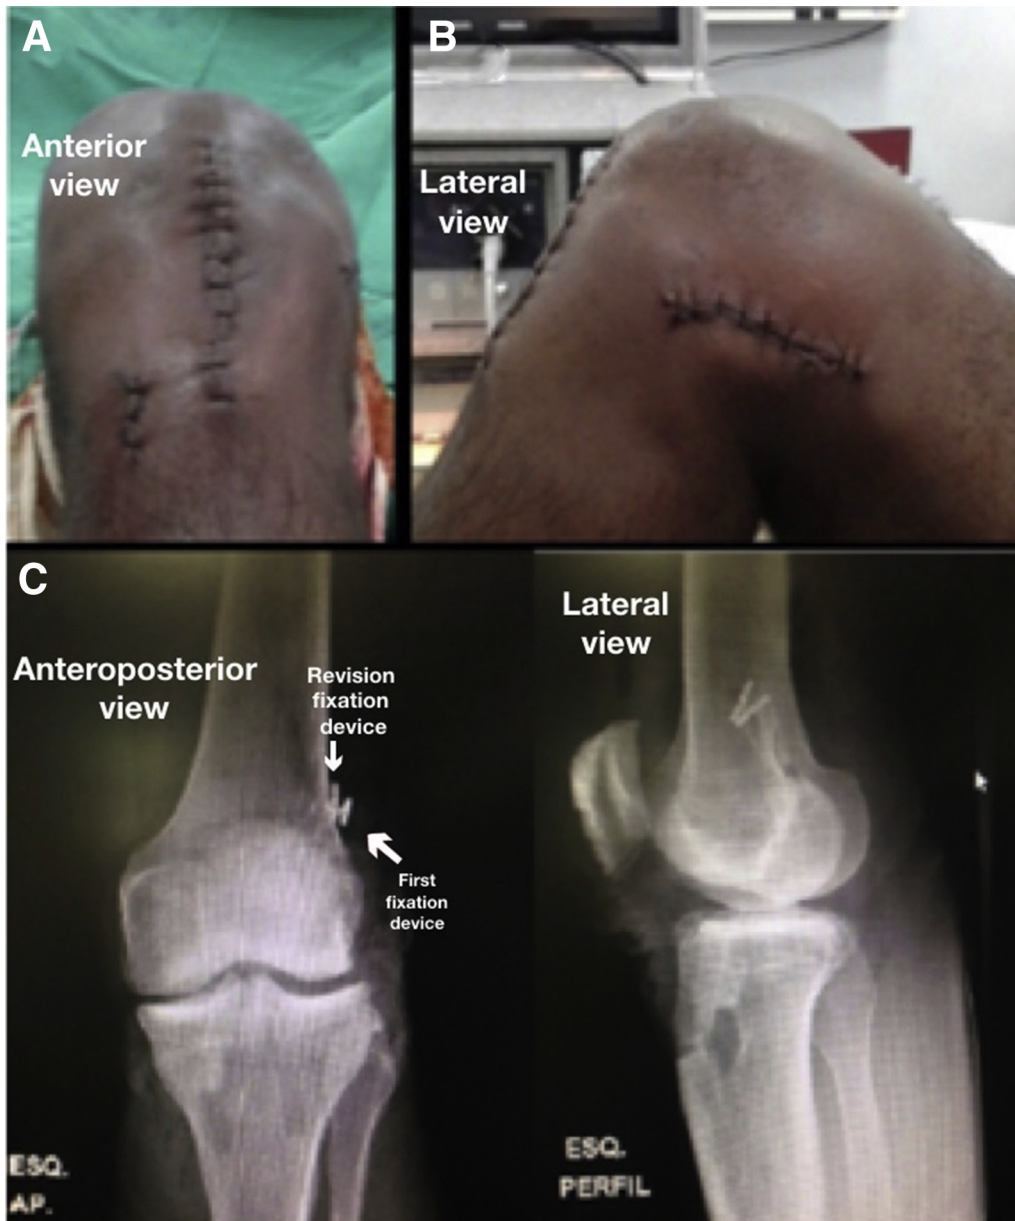 A
Anterior
view
B
Lateral
view
C
Anteroposterior
view
Revision
fixation
device
First
fixation
device
ESQ.
AP.
Lateral
view
ESQ.
PERFIL